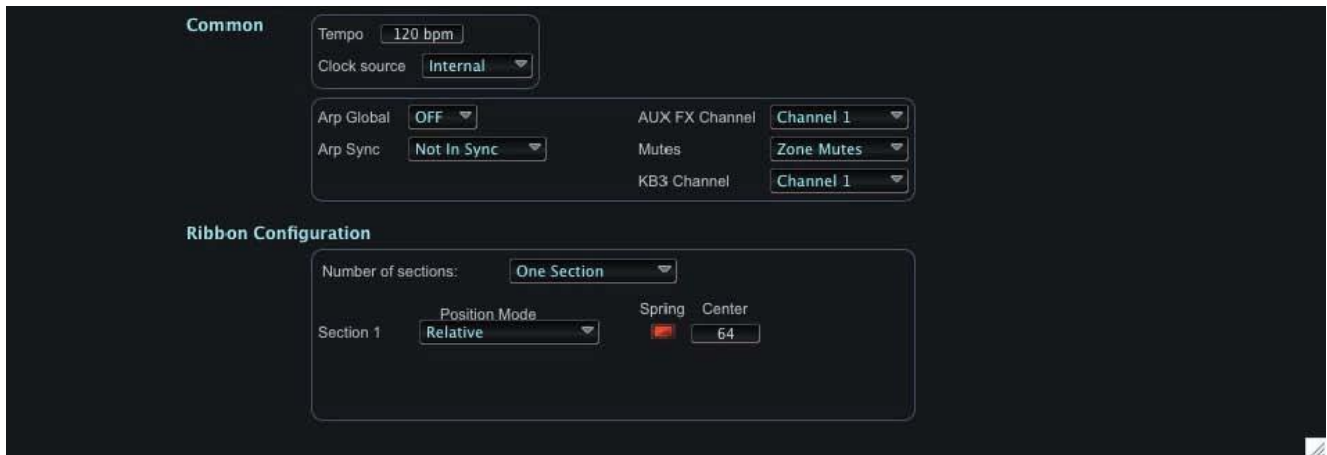 Common
Tempo 120 bpm
Clock source Internal
Arp Global OFF AUX FX Channel Channel 1
Arp Sync Not In Sync Mutes Zone Mutes
KB3 Channel Channel 1
Ribbon Configuration
Number of sections: One Section
Position Mode Spring Center
Section 1 Relative 64